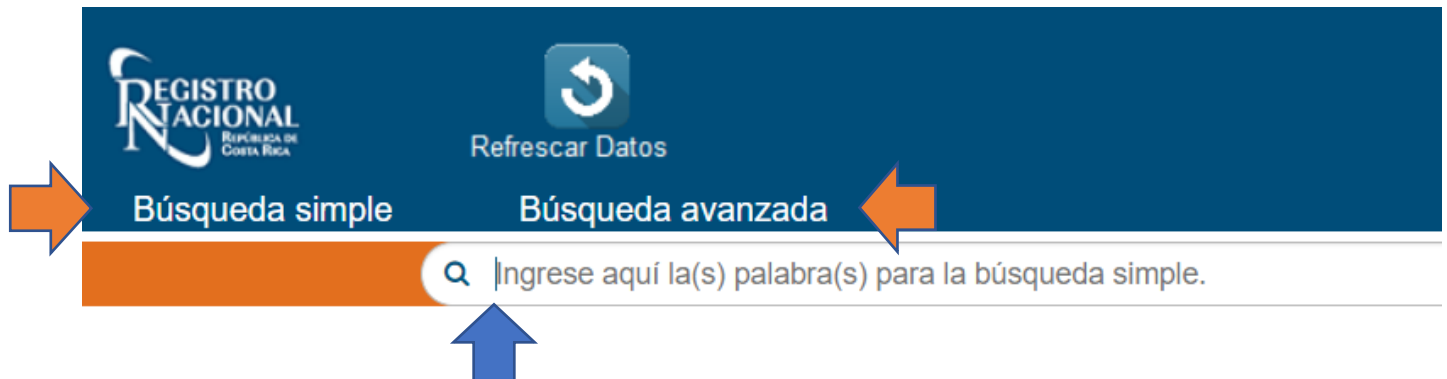 REGISTRO
NACIONAL
REPÚBLICA DE
COSTA RICA
Refrescar Datos
Búsqueda simple
Búsqueda avanzada
Ingrese aquí la(s) palabra(s) para la búsqueda simple.